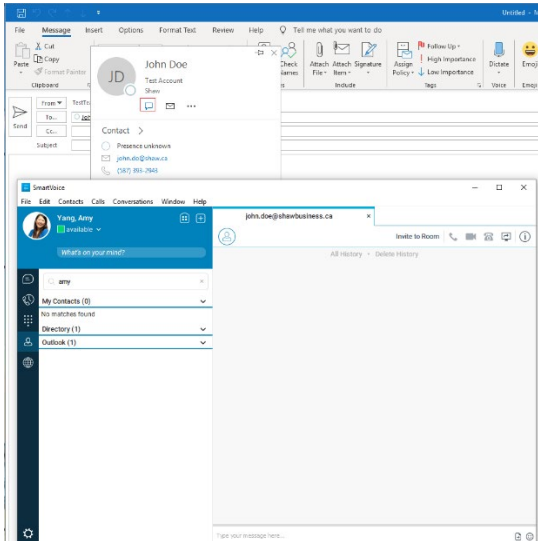 Untitled -
File Message Insert Options Format Text Review Help Tell me what you want to do
Cut
Copy
Format Painter
Paste
Clipboard
Check
Names
Attach Attach Signature
File Item
Include
Assign
Policy
Follow Up
High Importance
Low Importance
Tags
Dictate
Voice
Emoji
Emoji
JD
John Doe
Test Account
Shaw
Contact >
Presence unknown
john.do@shaw.ca
Send
From
To...
Cc...
Subject
SmartVoice
File Edit Contacts Calls Conversations Window Help
Yang, Amy
available
What's on your mind?
john.doe@shawbusiness.ca ×
Invite to Room
All History • Delete History
amy
My Contacts (0)
No matches found
Directory (1)
Outlook (1)
Type your message here...